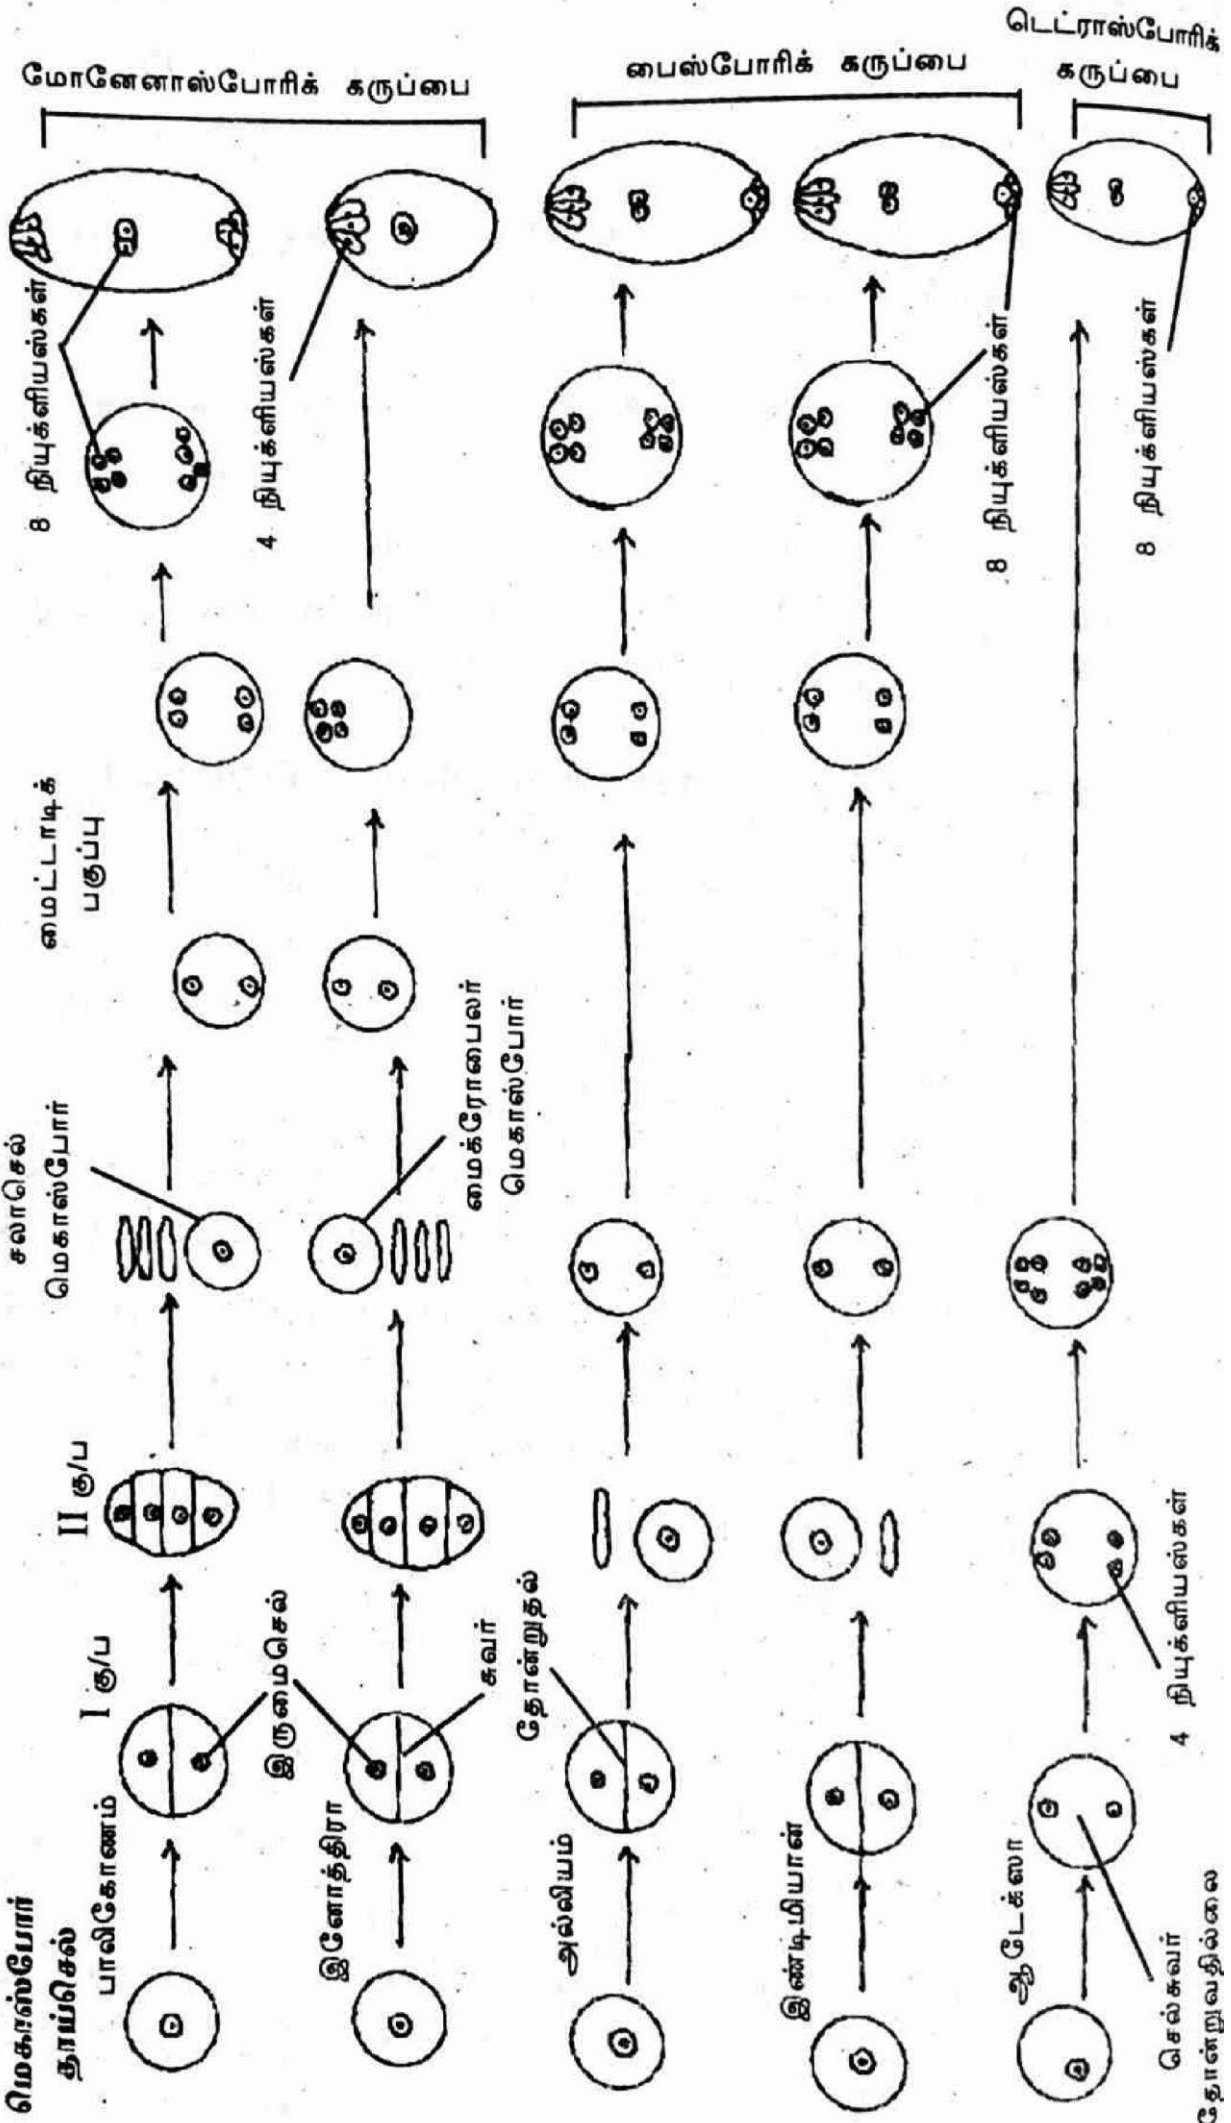 மெகாஸ்போர்
தாய்செல்
I கு/ப
II கு/ப
சலாசெல்
மெகாஸ்போர்
மைட்டாடிக்
பகுப்பு
8 நியுக்ளியஸ்கள்
மோனேனாஸ்போரிக் கருப்பை
பாலிகோணம்
இருமைசெல்
4 நியுக்ளியஸ்கள்
இனோத்திரா
சுவர்
மைக்ரோபைலர்
மெகாஸ்போர்
தோன்றுதல்
அல்லியம்
பைஸ்போரிக் கருப்பை
இண்டிமியான்
8 நியுக்ளியஸ்கள்
ஆடேக்ஸா
டெட்ராஸ்போரிக்
கருப்பை
செல்சுவர்
தோன்றுவதில்லை
4 நியுக்ளியஸ்கள்
8 நியுக்ளியஸ்கள்